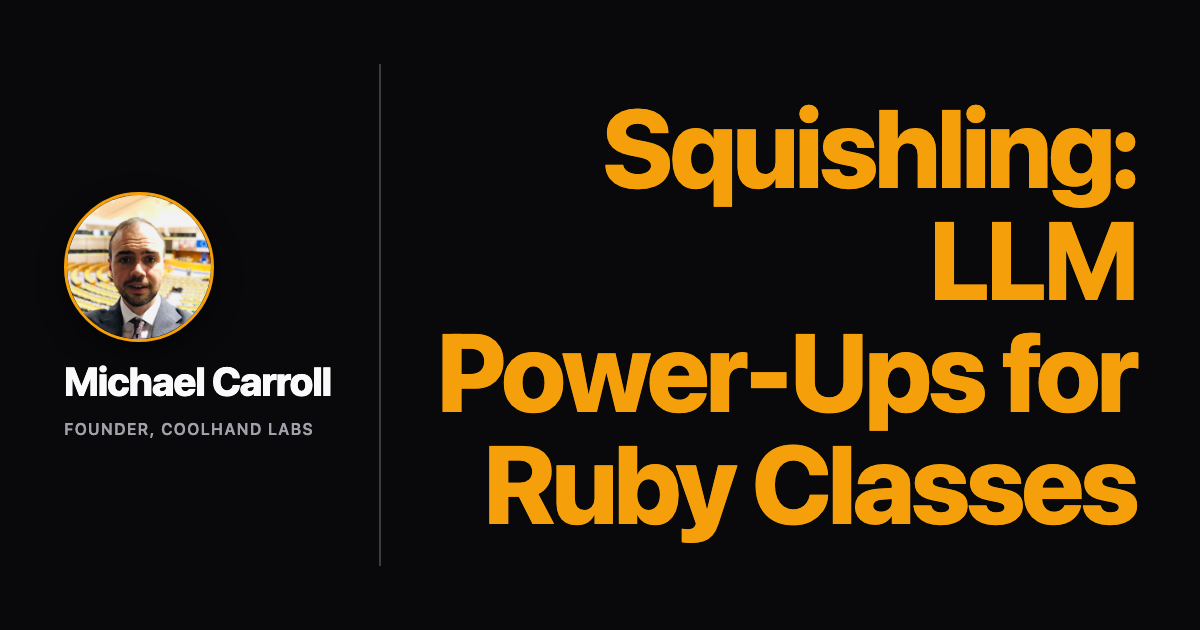 Michael Carroll
FOUNDER, COOLHAND LABS
Squishling:
LLM
Power-Ups for
Ruby Classes